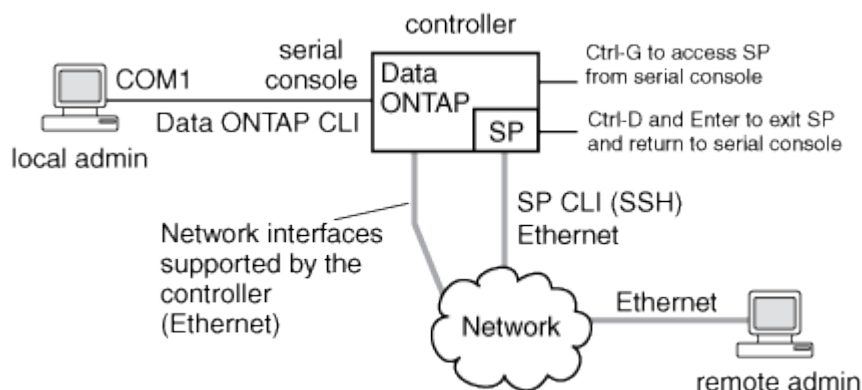 controller
serial
console
COM1
Data ONTAP CLI
local admin
Data
ONTAP
SP
Ctrl-G to access SP
from serial console
Ctrl-D and Enter to exit SP
and return to serial console
SP CLI (SSH)
Ethernet
Network interfaces
supported by the
controller
(Ethernet)
Network
Ethernet
remote admin